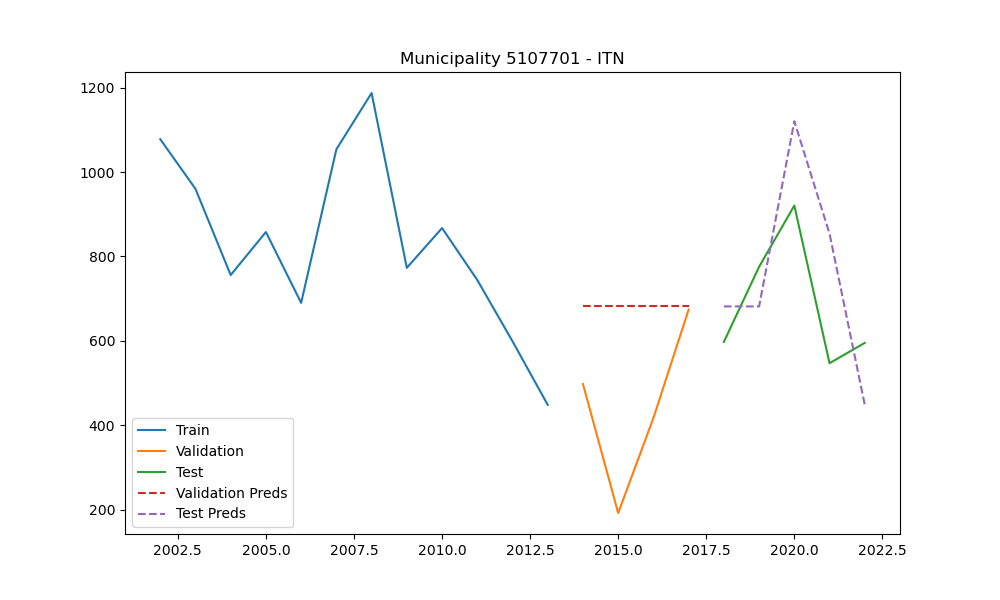 Municipality 5107701 - ITN
1200
1000
800
600
400
200
Train
Validation
Test
Validation Preds
Test Preds
2002.5 2005.0 2007.5 2010.0 2012.5 2015.0 2017.5 2020.0 2022.5